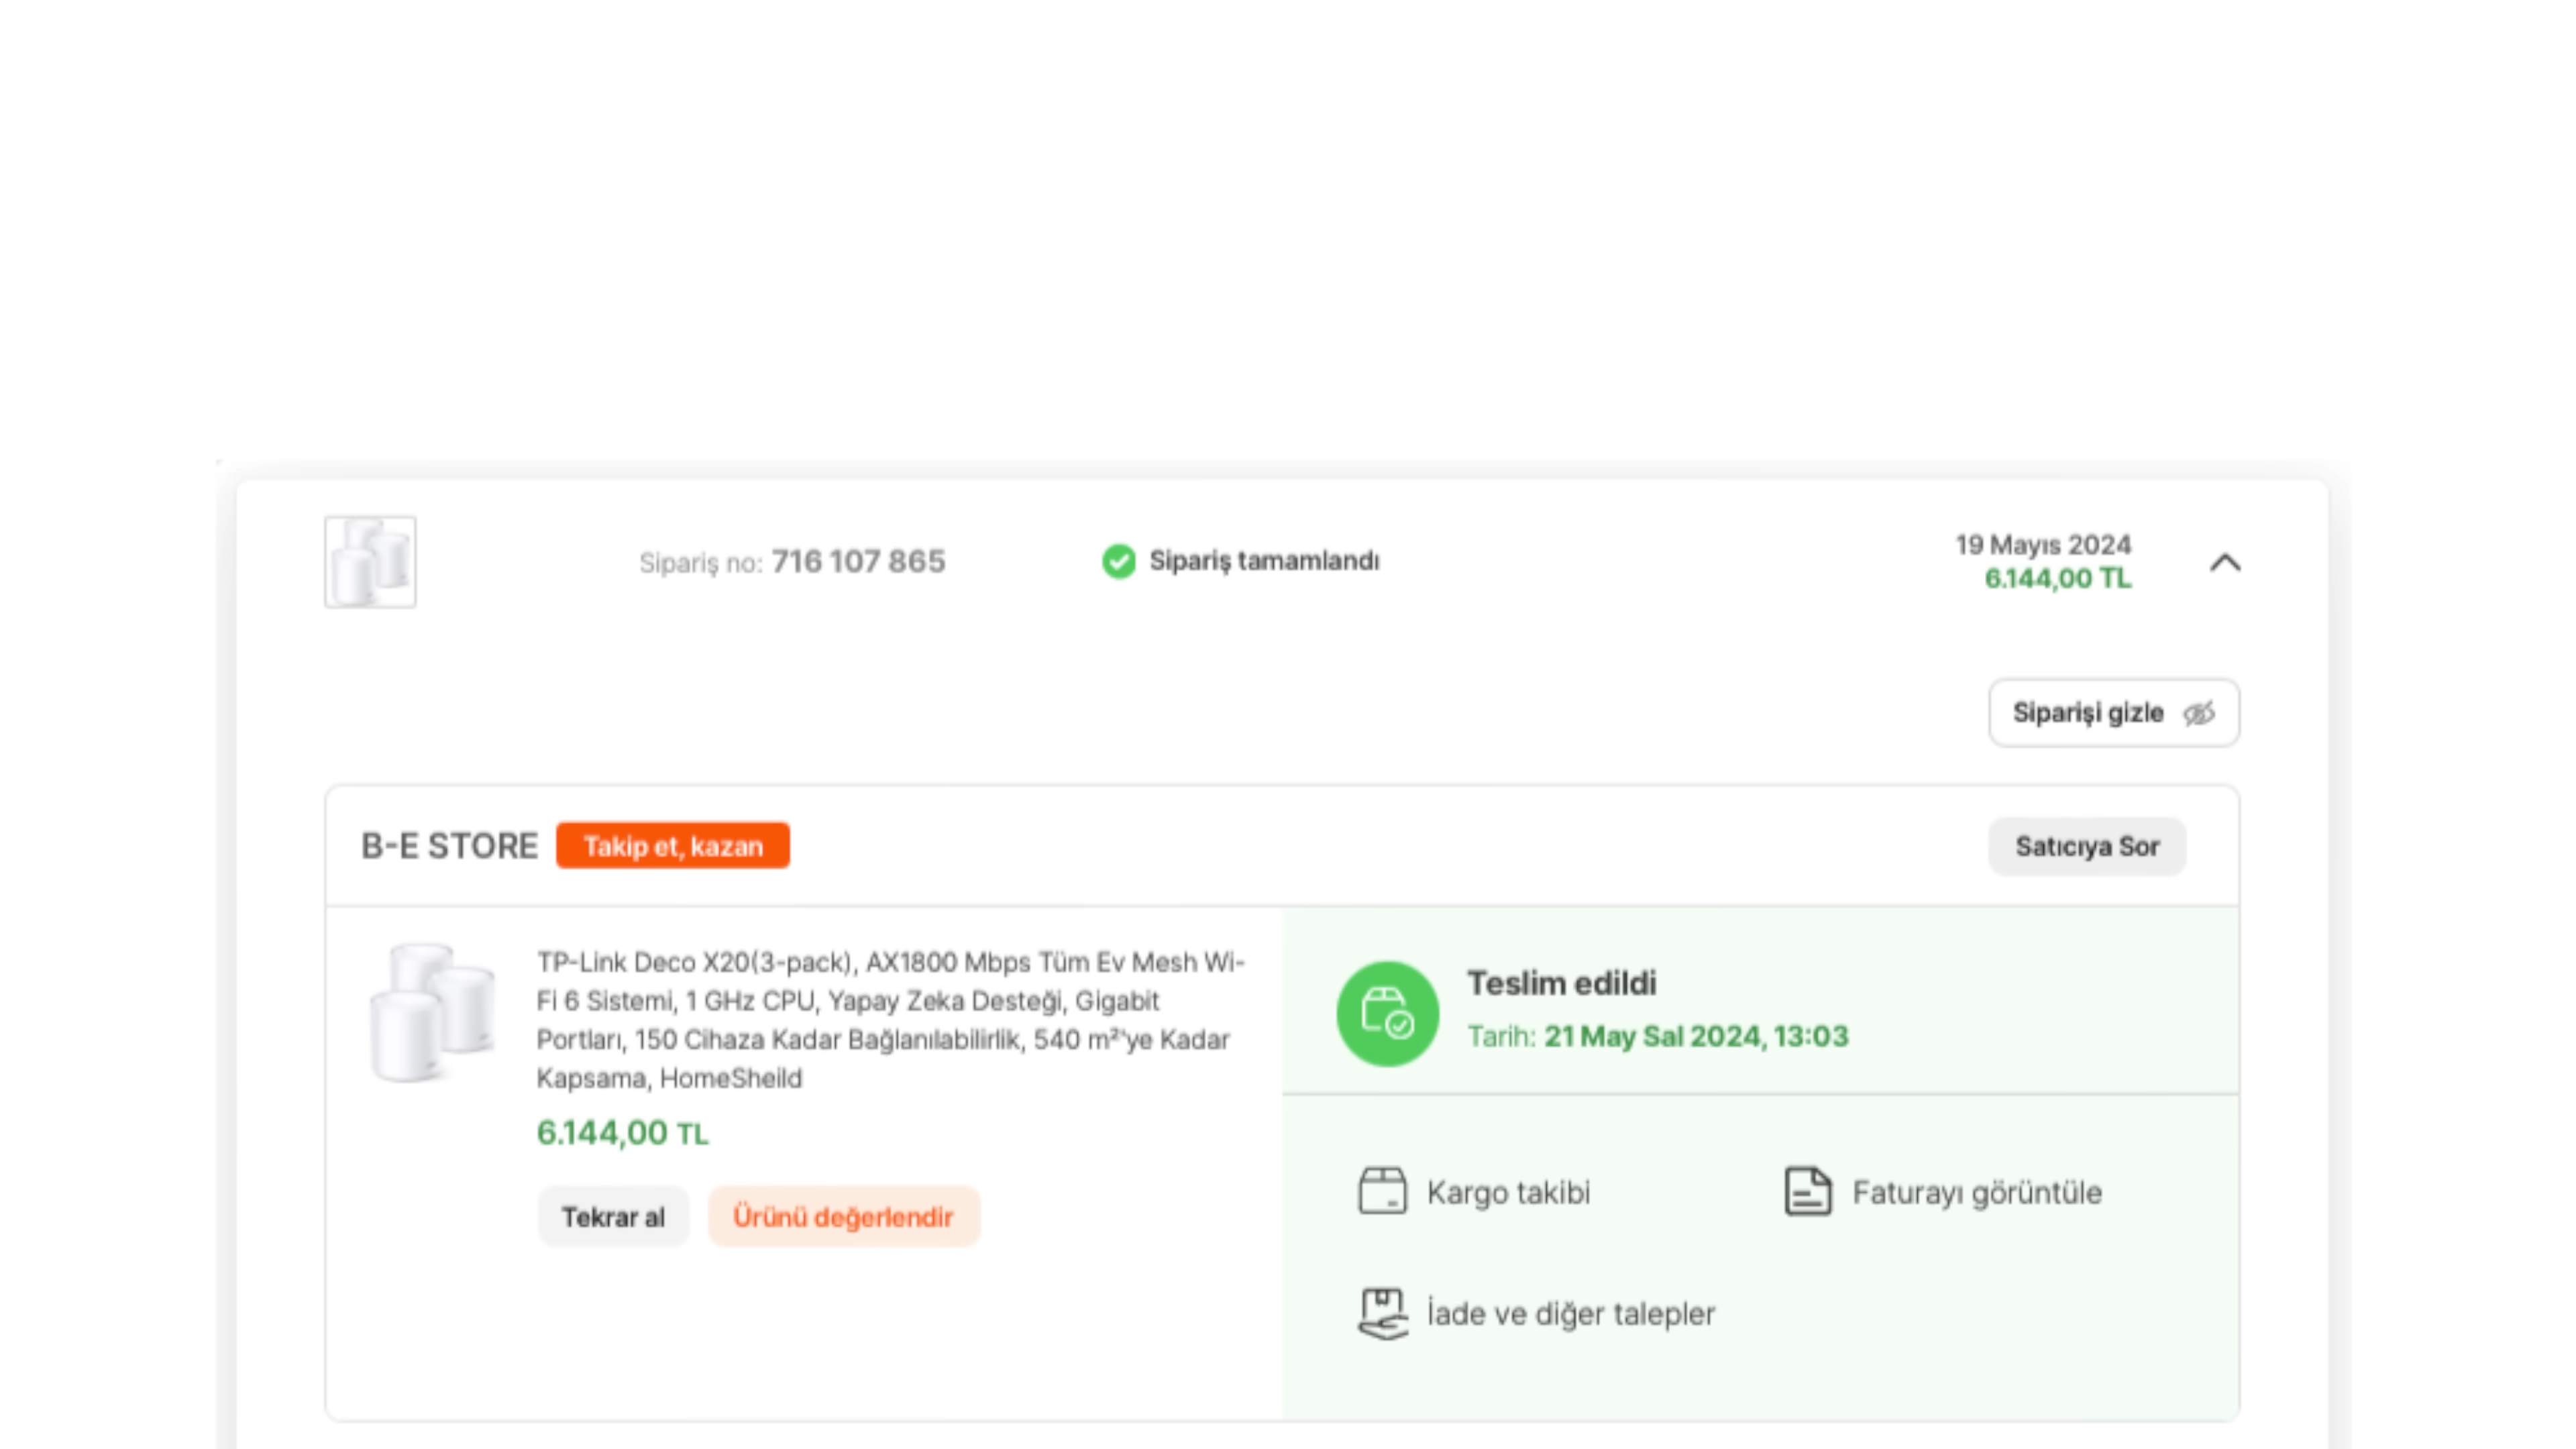 Sipariş no: 716 107 865
Sipariş tamamlandı
19 Mayıs 2024
6.144,00 TL
Siparişi gizle
B-E STORE
Takip et, kazan
Satıcıya Sor
TP-Link Deco X20(3-pack), AX1800 Mbps Tüm Ev Mesh Wi-
Fi 6 Sistemi, 1 GHz CPU, Yapay Zeka Desteği, Gigabit
Portları, 150 Cihaza Kadar Bağlanılabilirlik, 540 m²'ye Kadar
Kapsama, HomeSheild
6.144,00 TL
Tekrar al
Ürünü değerlendir
Teslim edildi
Tarih: 21 May Sal 2024, 13:03
Kargo takibi
Faturayı görüntüle
İade ve diğer talepler